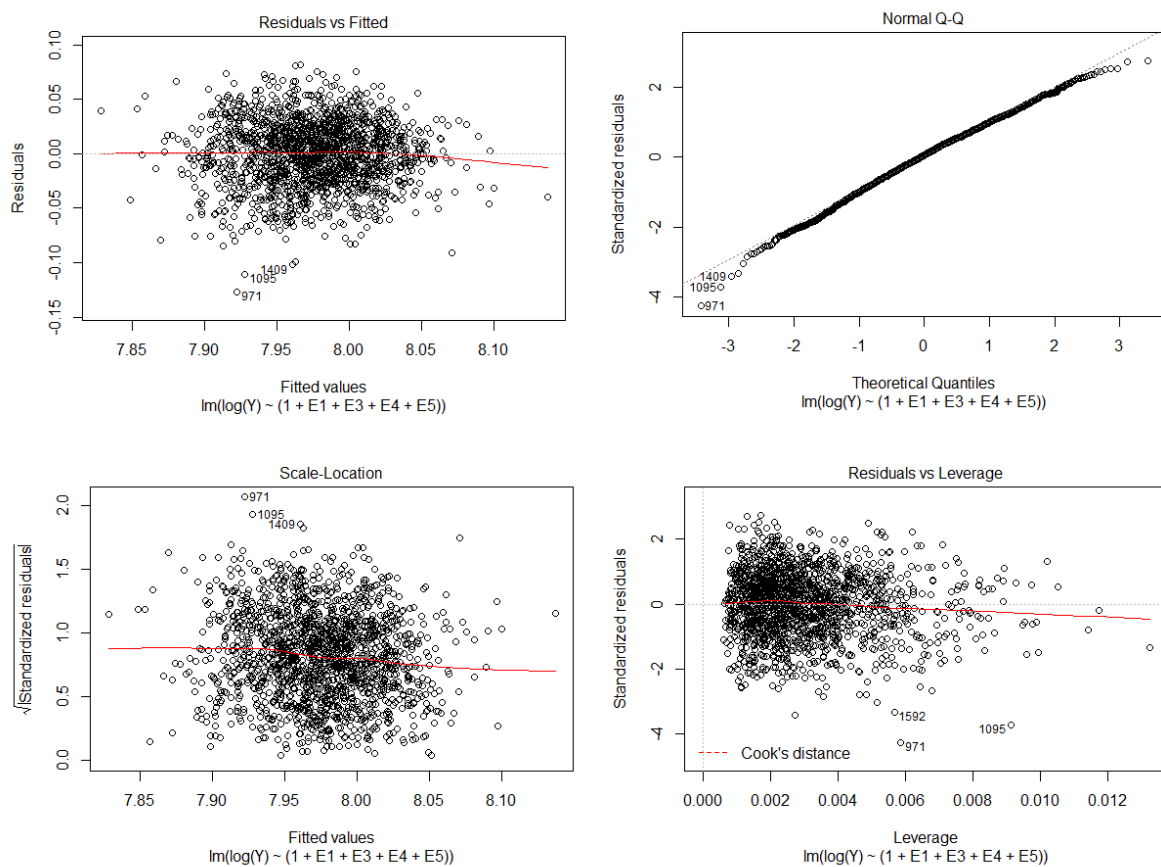 Residuals vs Fitted
Residuals
0.10
0.05
0.00
-0.05
-0.10
-0.15
1409
1095
971
7.85 7.90 7.95 8.00 8.05 8.10
Fitted values
lm(log(Y) ~ (1 + E1 + E3 + E4 + E5))
Normal Q-Q
Standardized residuals
2
0
-2
-4
1409
1095
971
-3 -2 -1 0 1 2 3
Theoretical Quantiles
lm(log(Y) ~ (1 + E1 + E3 + E4 + E5))
Scale-Location
√|Standardized residuals|
2.0
1.5
1.0
0.5
0.0
971
1095
1409
7.85 7.90 7.95 8.00 8.05 8.10
Fitted values
lm(log(Y) ~ (1 + E1 + E3 + E4 + E5))
Residuals vs Leverage
Standardized residuals
2
0
-2
-4
1592
1095
971
Cook's distance
0.000 0.002 0.004 0.006 0.008 0.010 0.012
Leverage
lm(log(Y) ~ (1 + E1 + E3 + E4 + E5))